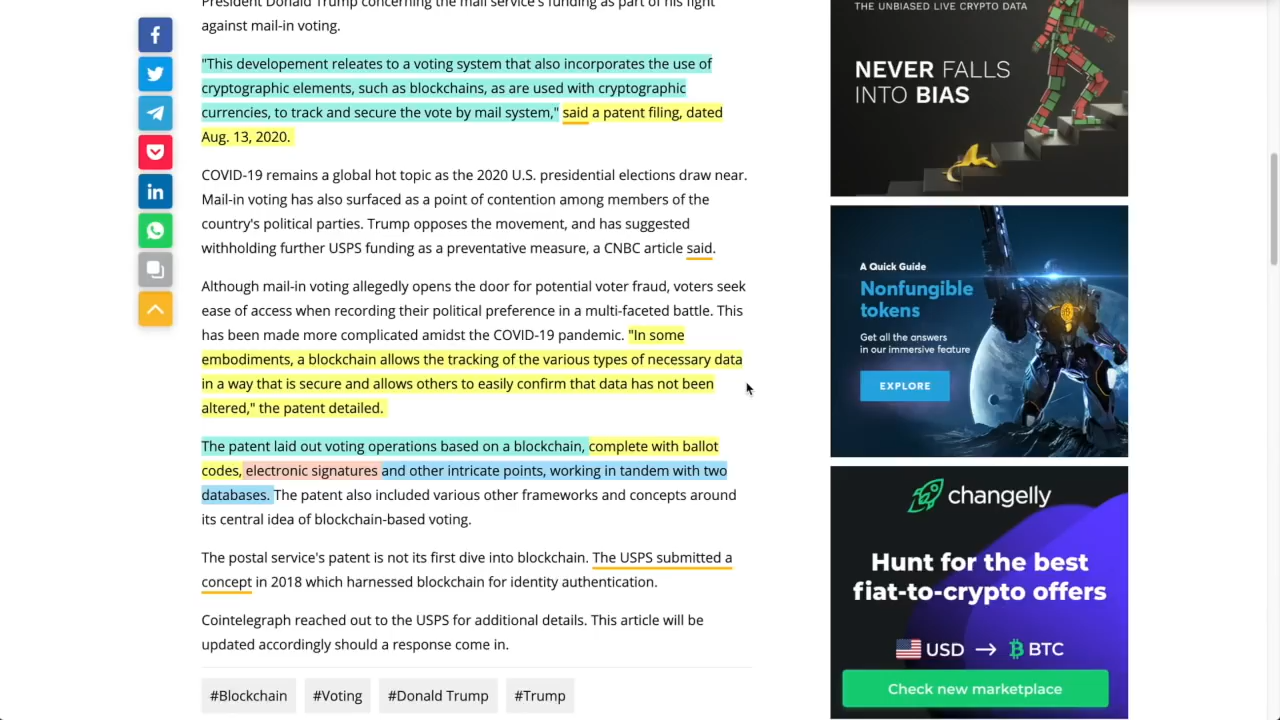 President Donald Trump concerning the mail service's funding as part of his fight
against mail-in voting.
"This developement releates to a voting system that also incorporates the use of
cryptographic elements, such as blockchains, as are used with cryptographic
currencies, to track and secure the vote by mail system," said a patent filing, dated
Aug. 13, 2020.
COVID-19 remains a global hot topic as the 2020 U.S. presidential elections draw near.
Mail-in voting has also surfaced as a point of contention among members of the
country's political parties. Trump opposes the movement, and has suggested
withholding further USPS funding as a preventative measure, a CNBC article said.
Although mail-in voting allegedly opens the door for potential voter fraud, voters seek
ease of access when recording their political preference in a multi-faceted battle. This
has been made more complicated amidst the COVID-19 pandemic. "In some
embodiments, a blockchain allows the tracking of the various types of necessary data
in a way that is secure and allows others to easily confirm that data has not been
altered," the patent detailed.
The patent laid out voting operations based on a blockchain, complete with ballot
codes, electronic signatures and other intricate points, working in tandem with two
databases. The patent also included various other frameworks and concepts around
its central idea of blockchain-based voting.
The postal service's patent is not its first dive into blockchain. The USPS submitted a
concept in 2018 which harnessed blockchain for identity authentication.
Cointelegraph reached out to the USPS for additional details. This article will be
updated accordingly should a response come in.
#Blockchain #Voting #Donald Trump #Trump
THE UNBIASED LIVE CRYPTO DATA
NEVER FALLS
INTO BIAS
A Quick Guide
Nonfungible
tokens
Get all the answers
in our immersive feature
EXPLORE
changelly
Hunt for the best
fiat-to-crypto offers
USD → BTC
Check new marketplace